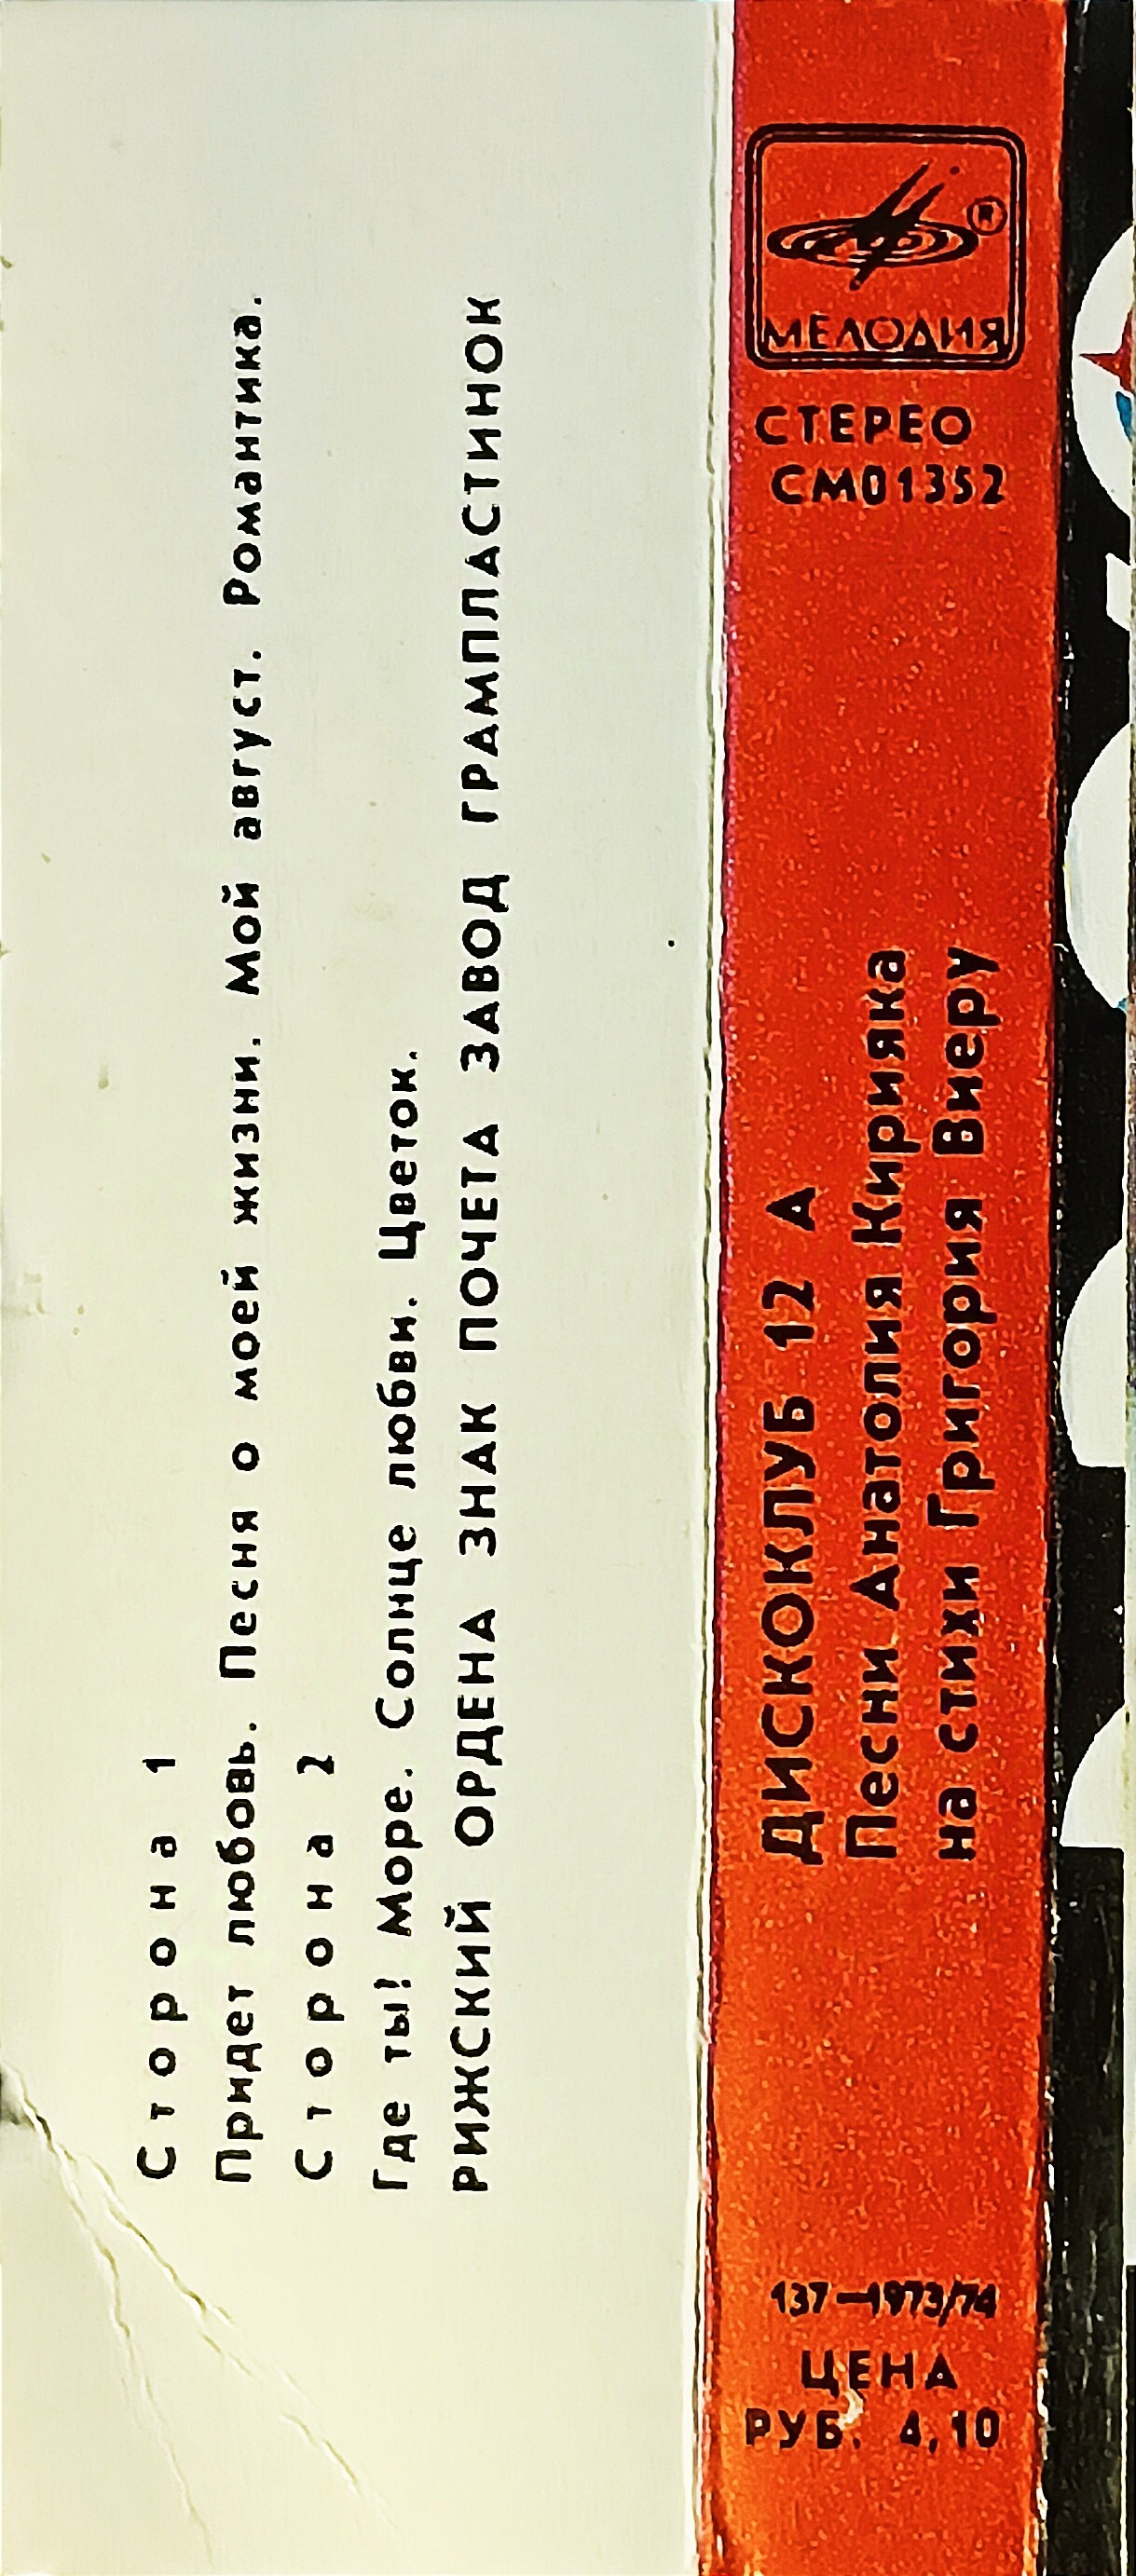 Сторона 1
Придет любовь. Песня о моей жизни. Мой август. Романтика.
Сторона 2
Где ты! Море. Солнце любви. Цветок.
РИЖСКИЙ ОРДЕНА ЗНАК ПОЧЕТА ЗАВОД ГРАМПЛАСТИНОК
МЕЛОДИЯ
®
СТЕРЕО
СМ01352
ДИСКОКЛУБ 12 А
Песни Анатолия Кирияка
на стихи Григория Виеру
137—1973/74
ЦЕНА
РУБ. 4,10